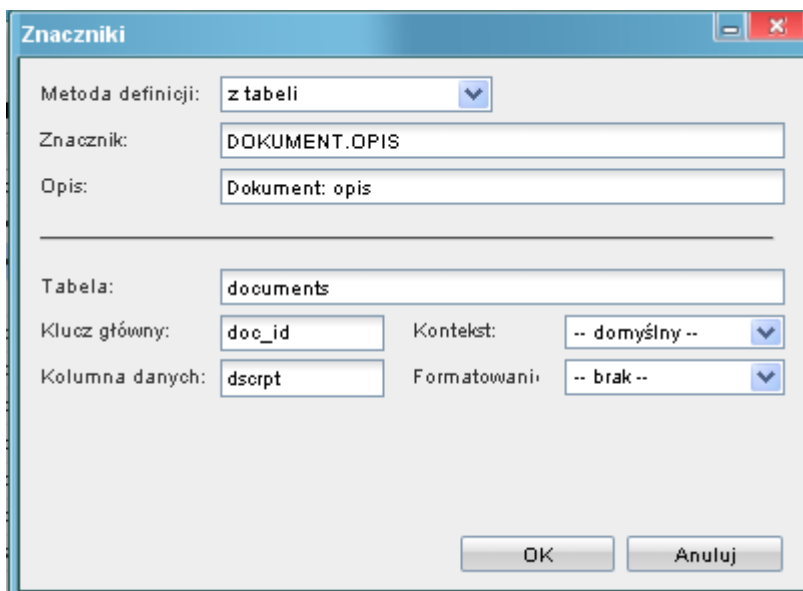 Znaczniki
Metoda definicji: z tabeli
Znacznik: DOKUMENT.OPIS
Opis: Dokument: opis
Tabela: documents
Klucz główny: doc_id Kontekst: -- domyślny --
Kolumna danych: dscrpt Formatowani -- brak --
OK Anuluj